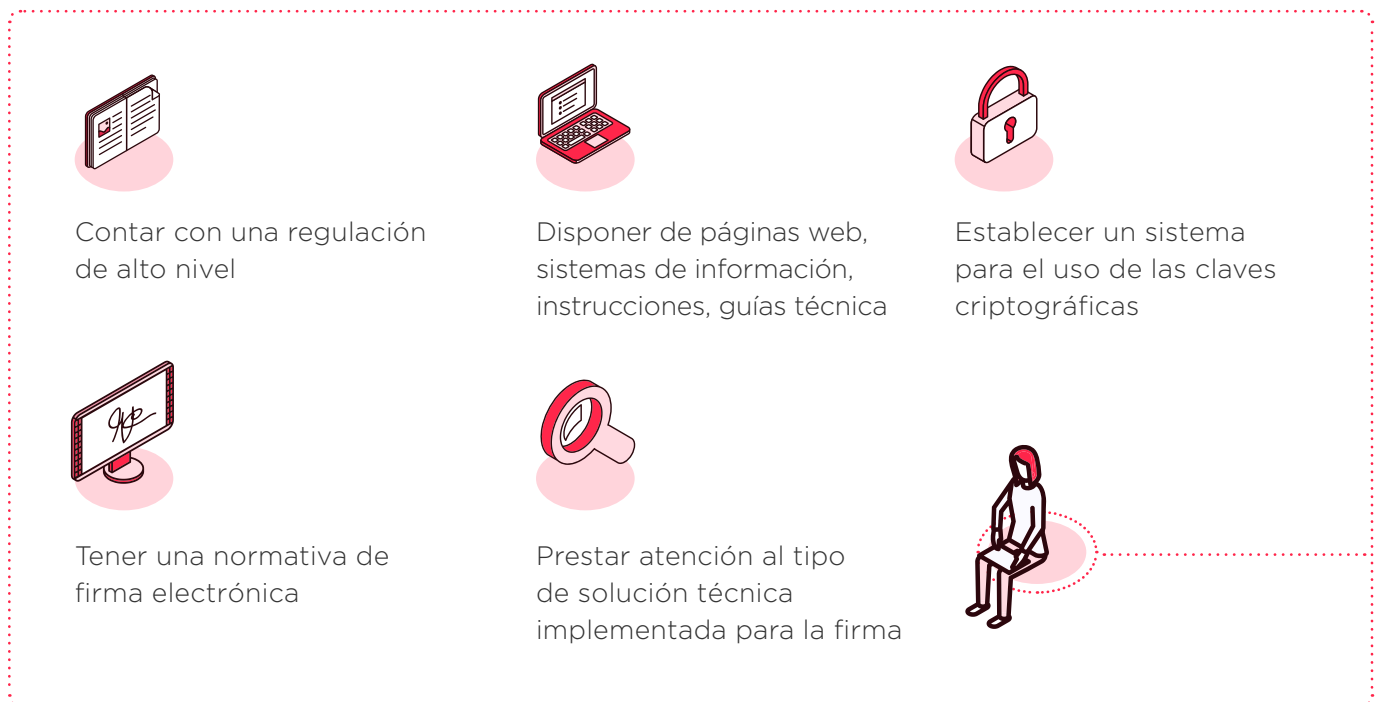 Contar con una regulación
de alto nivel
Disponer de páginas web,
sistemas de información,
instrucciones, guías técnica
Establecer un sistema
para el uso de las claves
criptográficas
Tener una normativa de
firma electrónica
Prestar atención al tipo
de solución técnica
implementada para la firma